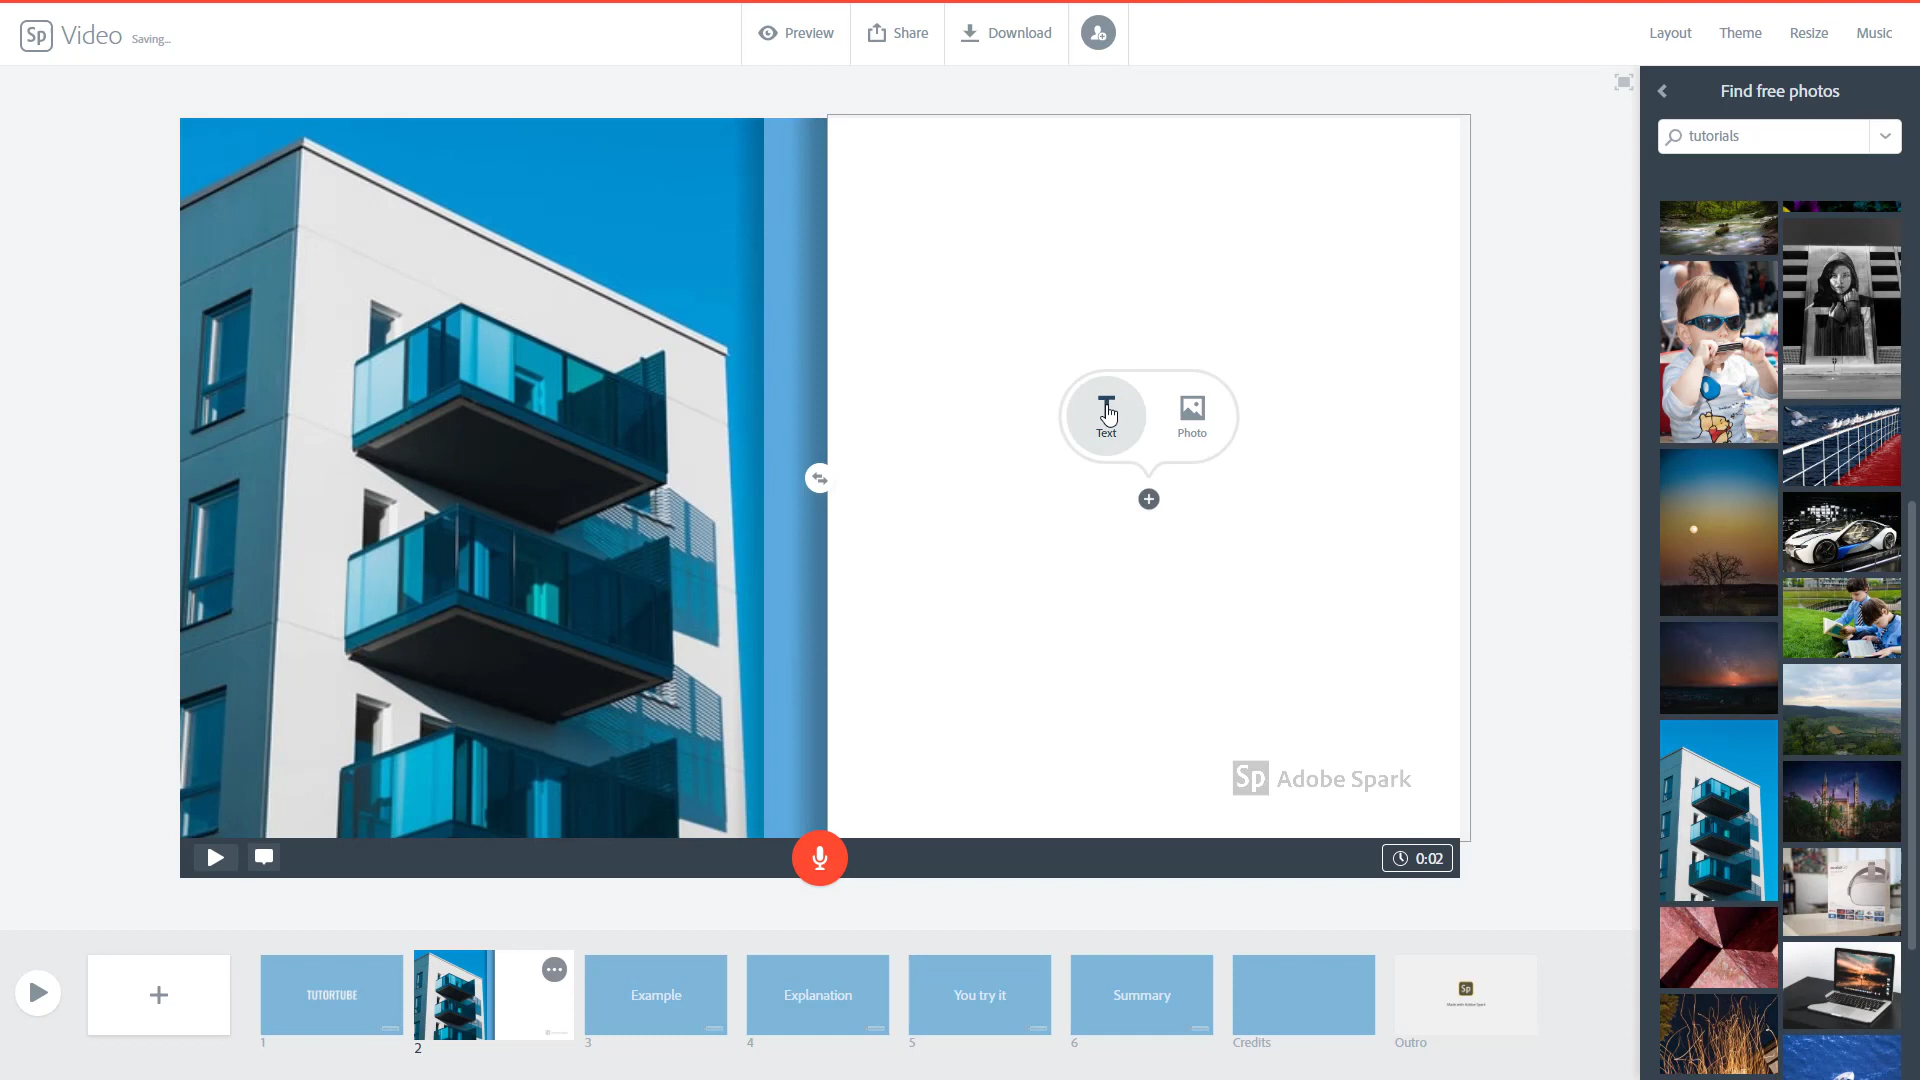 Sp Video Saving...
Preview
Share
Download
Layout
Theme
Resize
Music
Find free photos
tutorials
Text
Photo
Sp Adobe Spark
0:02
TUTORTUBE
Example
Explanation
You try it
Summary
Sp
1
2
3
4
5
6
Credits
Outro